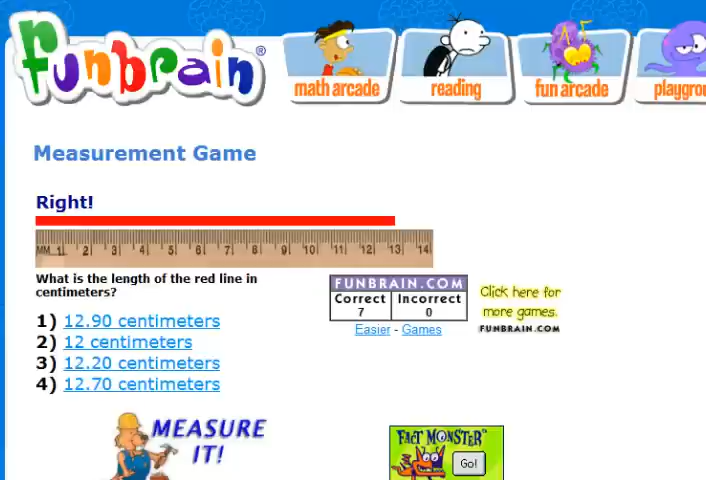 funbrain®
math arcade
reading
fun arcade
playgrou
Measurement Game
Right!
MM 1 2 3 4 5 6 7 8 9 10 11 12 13 14
What is the length of the red line in
centimeters?
1) 12.90 centimeters
2) 12 centimeters
3) 12.20 centimeters
4) 12.70 centimeters
FUNBRAIN.COM
Correct Incorrect
7 0
Easier - Games
Click here for
more games.
FUNBRAIN.COM
MEASURE
IT!
FACT MONSTER™
Go!